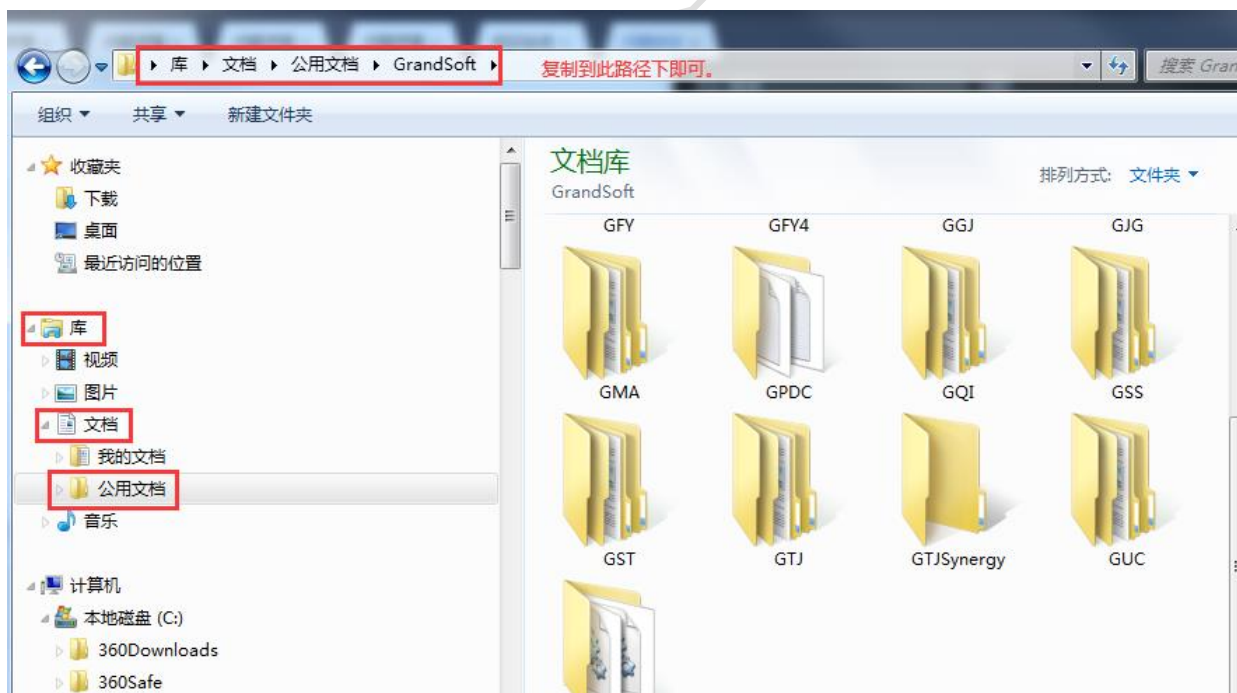 库 ▸ 文档 ▸ 公用文档 ▸ GrandSoft ▸
复制到此路径下即可。
搜索 Gran
组织 ▼ 共享 ▼ 新建文件夹
收藏夹
下载
桌面
最近访问的位置
库
视频
图片
文档
我的文档
公用文档
音乐
计算机
本地磁盘 (C:)
360Downloads
360Safe
文档库
GrandSoft
排列方式: 文件夹 ▼
GFY GFY4 GGJ GJG
GMA GPDC GQI GSS
GST GTJ GTJSynergy GUC